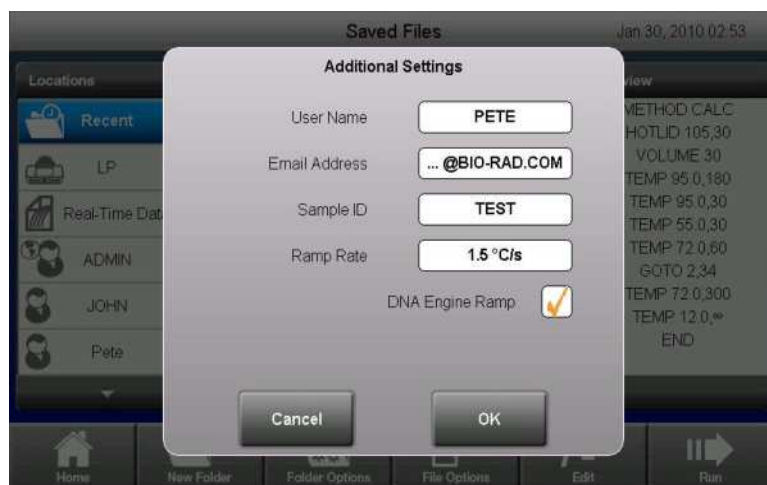 Saved Files
Jan 30, 2010 02:53
Additional Settings
User Name
PETE
Email Address
... @BIO-RAD.COM
Sample ID
TEST
Ramp Rate
1.5 °C/s
DNA Engine Ramp
Cancel
OK
Locations
Recent
LP
Real-Time Dat
ADMIN
JOHN
Pete
view
METHOD CALC
HOTLID 105,30
VOLUME 30
TEMP 95.0,180
TEMP 95.0,30
TEMP 55.0,30
TEMP 72.0,60
GOTO 2,34
TEMP 72.0,300
TEMP 12.0,∞
END
Home
New Folder
Folder Options
File Options
Edit
Run